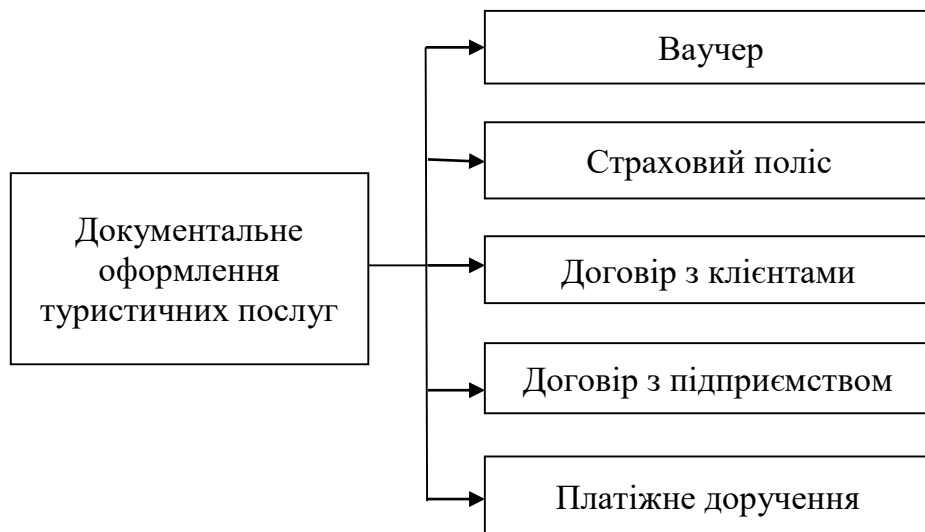 Ваучер
Страховий поліс
Документальне
оформлення
туристичних послуг
Договір з клієнтами
Договір з підприємством
Платіжне доручення